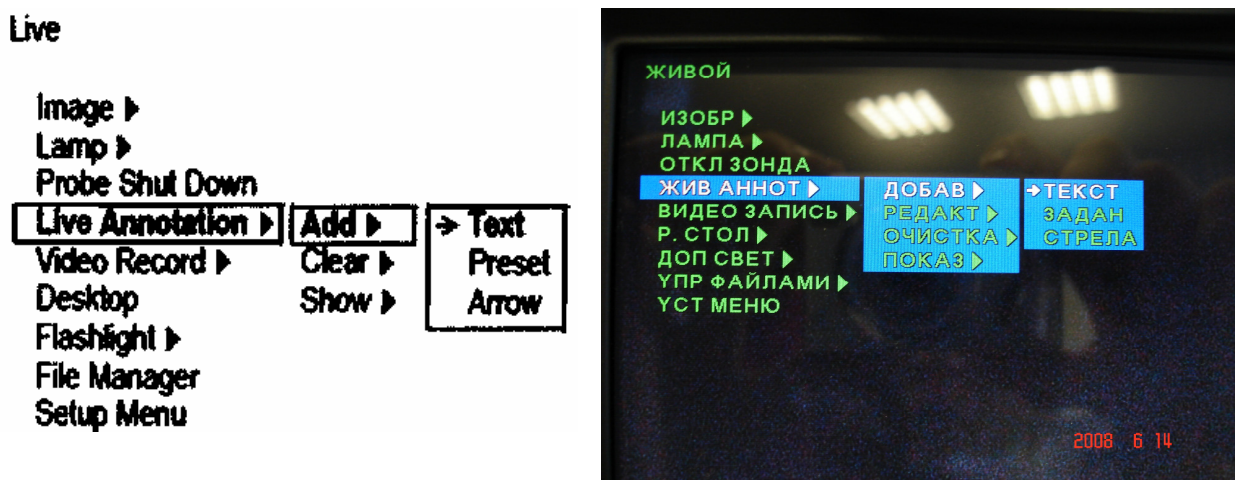 Live
Image ▶
Lamp ▶
Probe Shut Down
Live Annotation ▶ Add ▶ → Text
Video Record ▶ Clear ▶ Preset
Desktop Show ▶ Arrow
Flashlight ▶
File Manager
Setup Menu
ЖИВОЙ
ИЗОБР ▶
ЛАМПА ▶
ОТКЛ ЗОНДА
ЖИВ АННОТ ▶ ДОБАВ ▶ →ТЕКСТ
ВИДЕО ЗАПИСЬ ▶ РЕДАКТ ▶ ЗАДАН
Р. СТОЛ ▶ ОЧИСТКА ▶ СТРЕЛА
ДОП СВЕТ ▶ ПОКАЗ ▶
УПР ФАЙЛАМИ ▶
УСТ МЕНЮ
2008 6 14